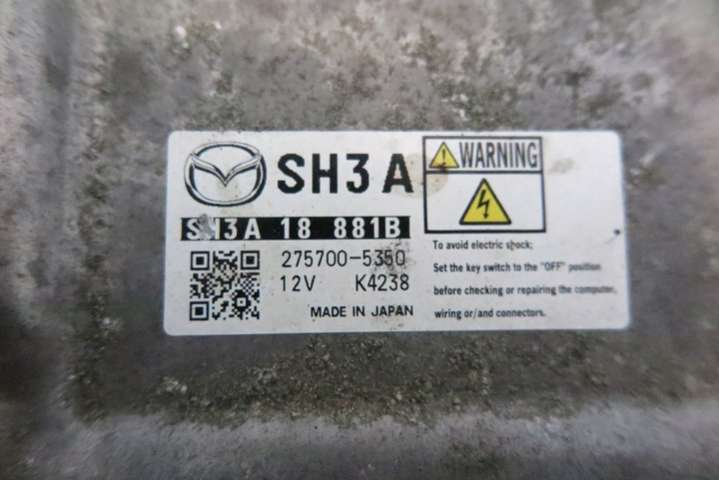 SH3A
SH3A 18 881B
275700-5350
12V K4238
MADE IN JAPAN
WARNING
To avoid electric shock;
Set the key switch to the "OFF" position
before checking or repairing the computer,
wiring or/and connectors.